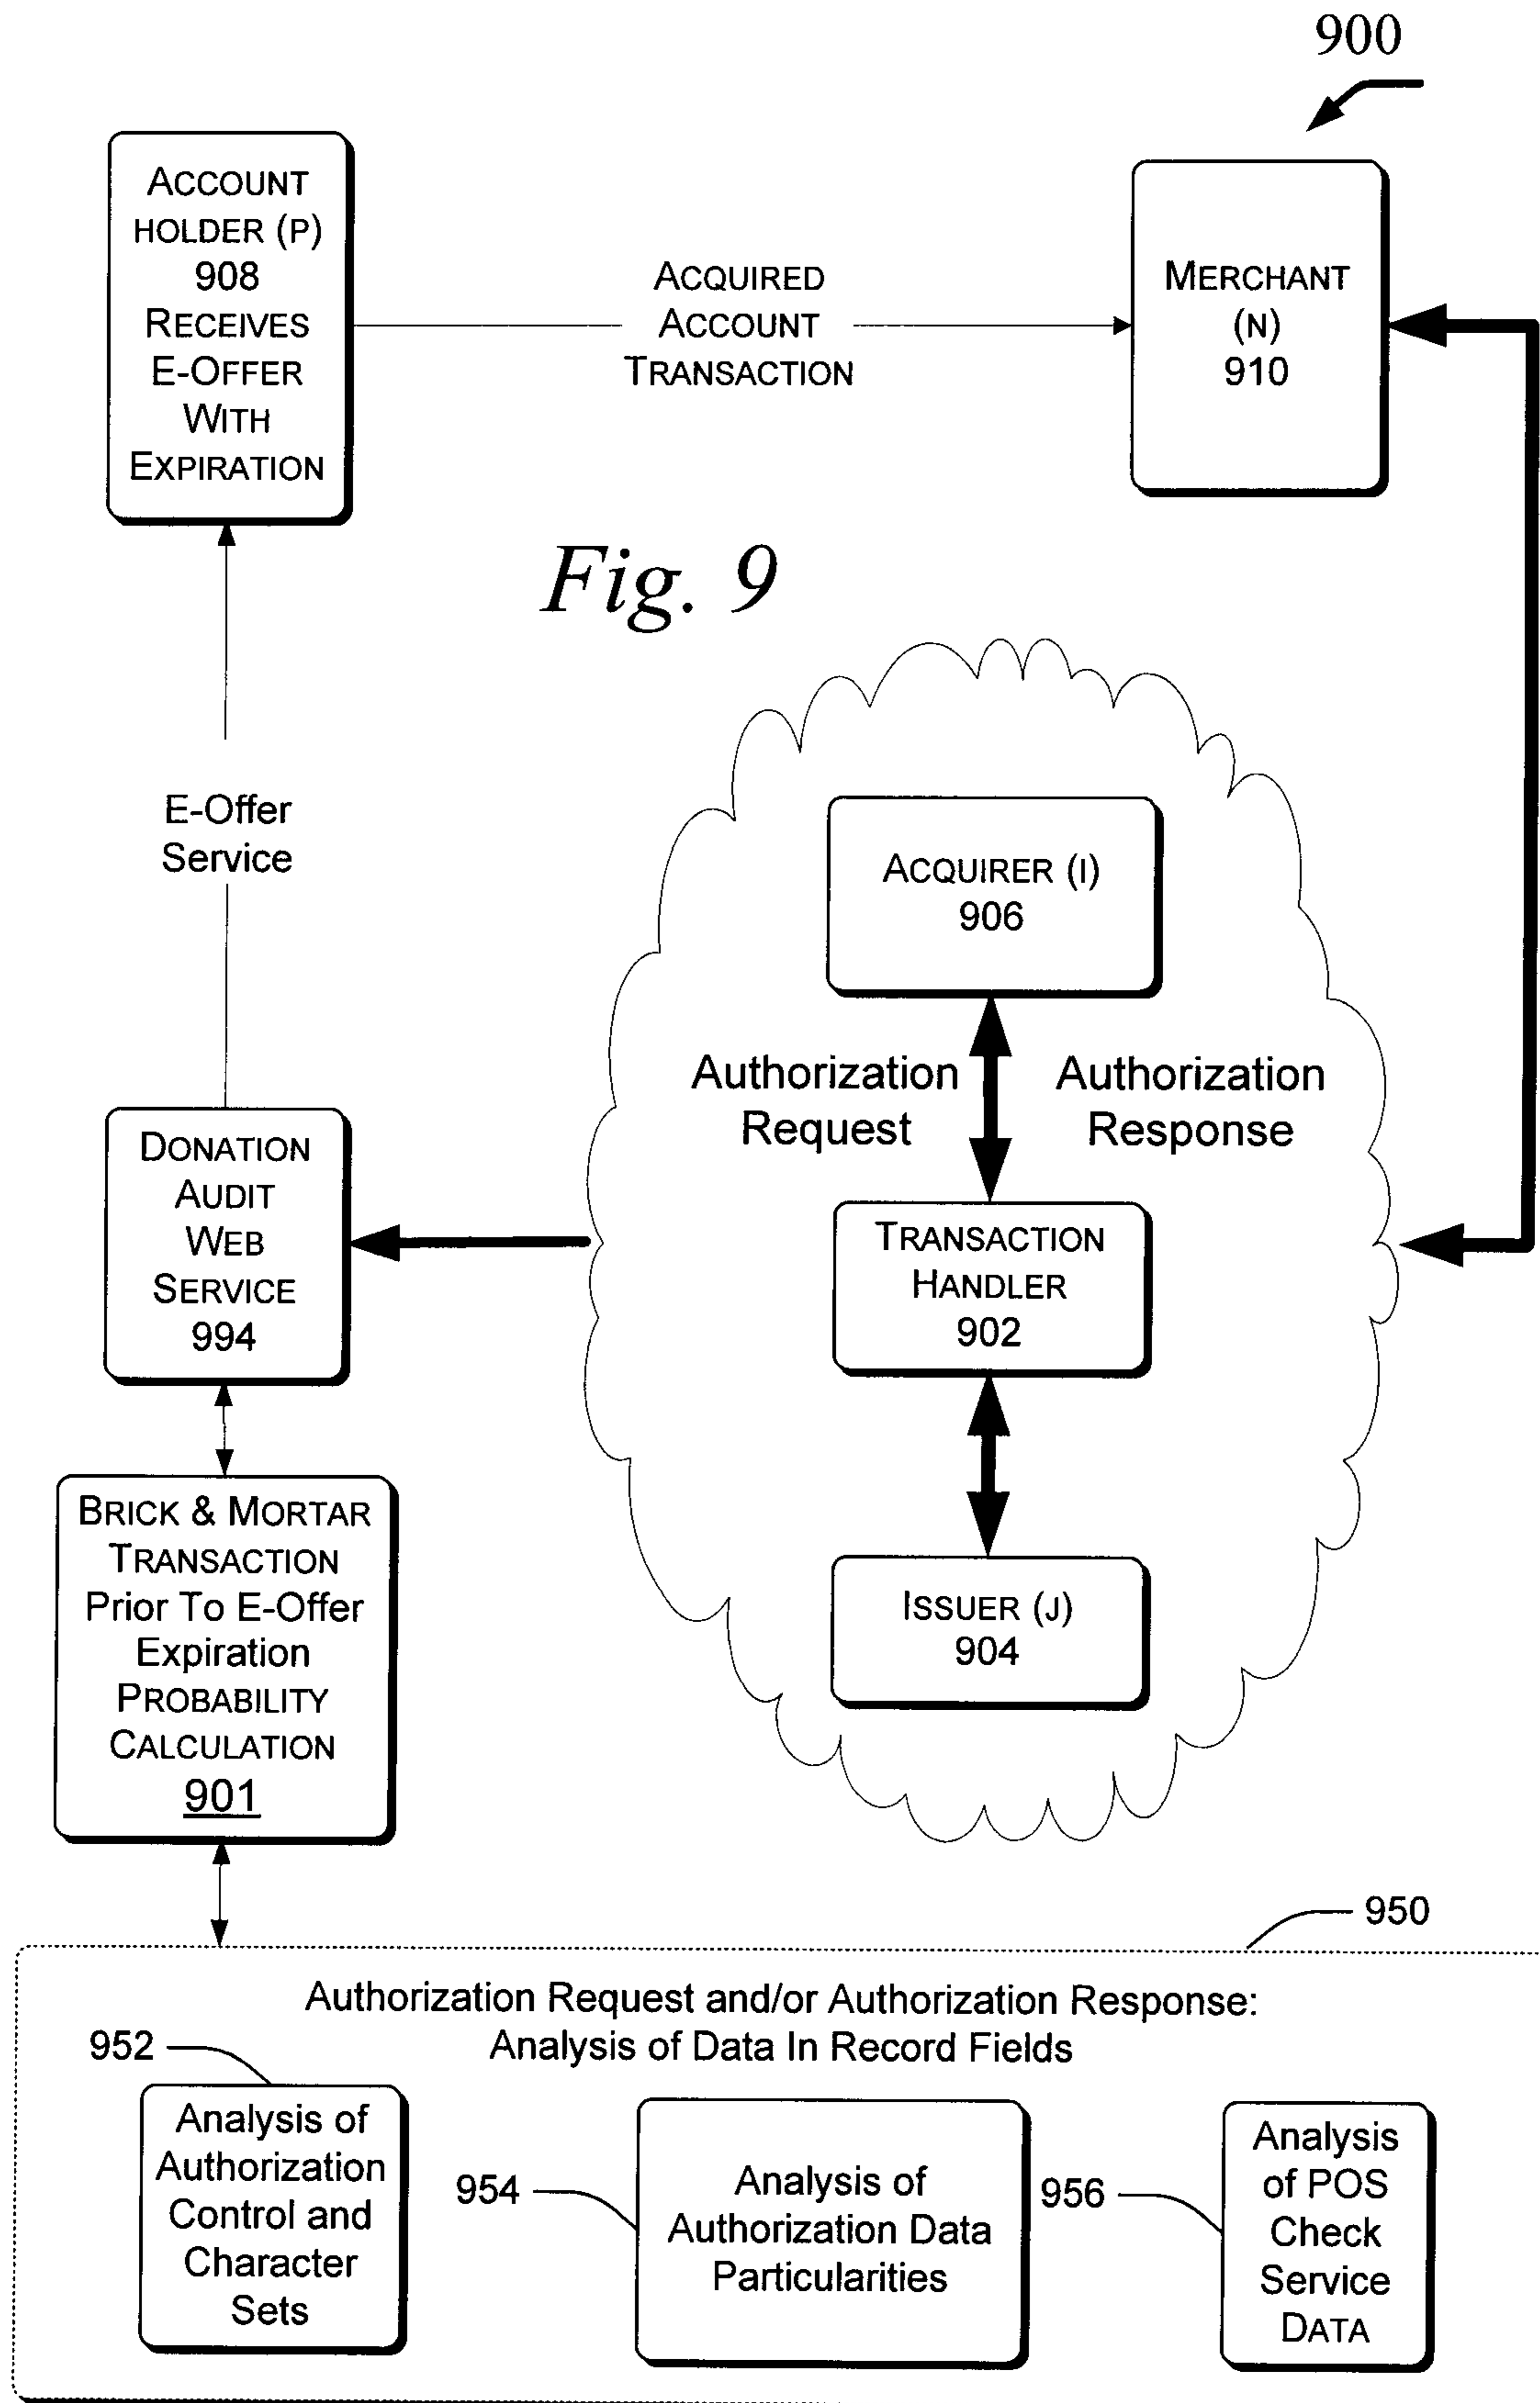 900
ACCOUNT
HOLDER (P)
908
RECEIVES
E-OFFER
WITH
EXPIRATION
ACQUIRED
ACCOUNT
TRANSACTION
MERCHANT
(N)
910
Fig. 9
E-Offer
Service
ACQUIRER (I)
906
Authorization
Request
Authorization
Response
DONATION
AUDIT
WEB
SERVICE
994
TRANSACTION
HANDLER
902
BRICK & MORTAR
TRANSACTION
Prior To E-Offer
Expiration
PROBABILITY
CALCULATION
901
ISSUER (J)
904
950
Authorization Request and/or Authorization Response:
Analysis of Data In Record Fields
952
Analysis of
Authorization
Control and
Character
Sets
954
Analysis of
Authorization Data
Particularities
956
Analysis
of POS
Check
Service
DATA